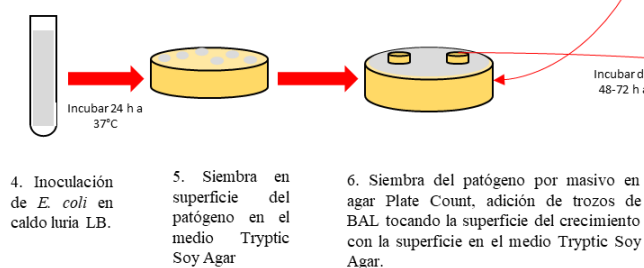 Incubar 24 h a
37°C
Incubar d
48-72 h a
4. Inoculación
de E. coli en
caldo luria LB.
5. Siembra en
superficie del
patógeno en el
medio Tryptic
Soy Agar
6. Siembra del patógeno por masivo en
agar Plate Count, adición de trozos de
BAL tocando la superficie del crecimiento
con la superficie en el medio Tryptic Soy
Agar.